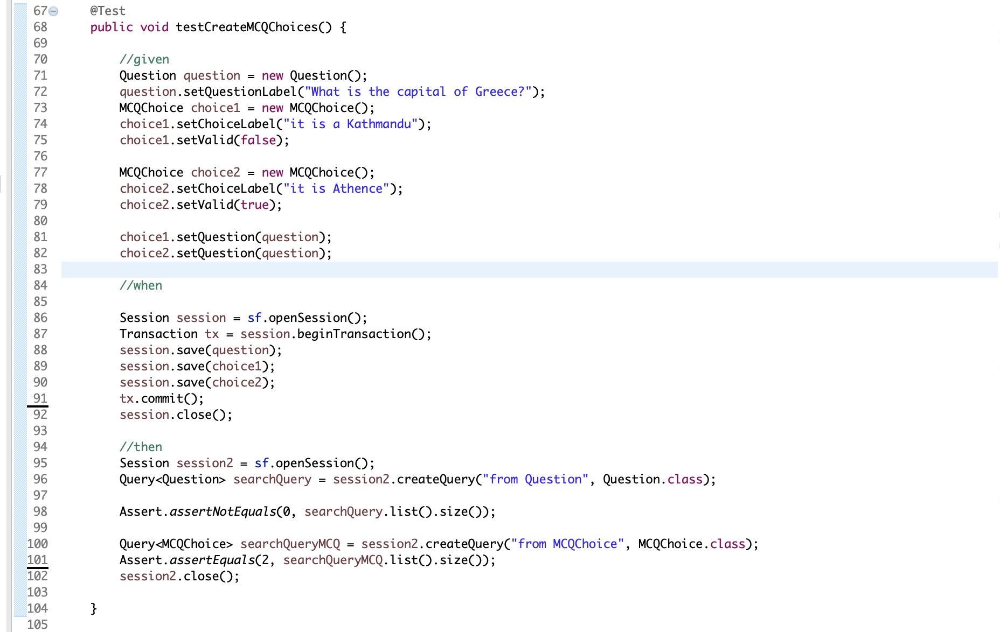 67 @Test
68 public void testCreateMCQChoices() {
69
70 //given
71 Question question = new Question();
72 question.setQuestionLabel("What is the capital of Greece?");
73 MCQChoice choice1 = new MCQChoice();
74 choice1.setChoiceLabel("it is a Kathmandu");
75 choice1.setValid(false);
76
77 MCQChoice choice2 = new MCQChoice();
78 choice2.setChoiceLabel("it is Athence");
79 choice2.setValid(true);
80
81 choice1.setQuestion(question);
82 choice2.setQuestion(question);
83
84 //when
85
86 Session session = sf.openSession();
87 Transaction tx = session.beginTransaction();
88 session.save(question);
89 session.save(choice1);
90 session.save(choice2);
91 tx.commit();
92 session.close();
93
94 //then
95 Session session2 = sf.openSession();
96 Query<Question> searchQuery = session2.createQuery("from Question", Question.class);
97
98 Assert.assertNotEquals(0, searchQuery.list().size());
99
100 Query<MCQChoice> searchQueryMCQ = session2.createQuery("from MCQChoice", MCQChoice.class);
101 Assert.assertEquals(2, searchQueryMCQ.list().size());
102 session2.close();
103
104 }
105